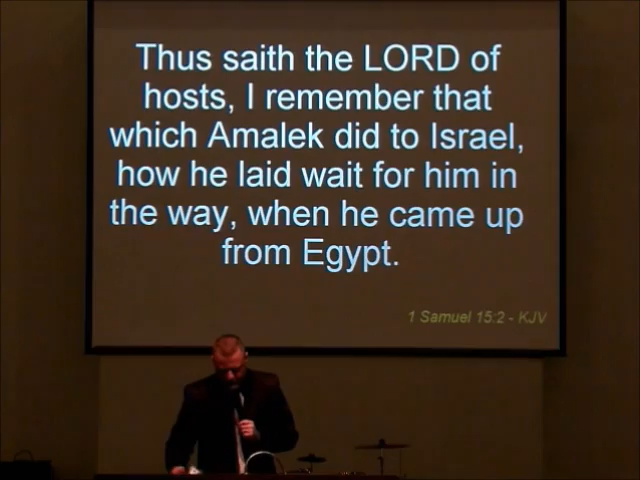 Thus saith the LORD of
hosts, I remember that
which Amalek did to Israel,
how he laid wait for him in
the way, when he came up
from Egypt.
1 Samuel 15:2 - KJV